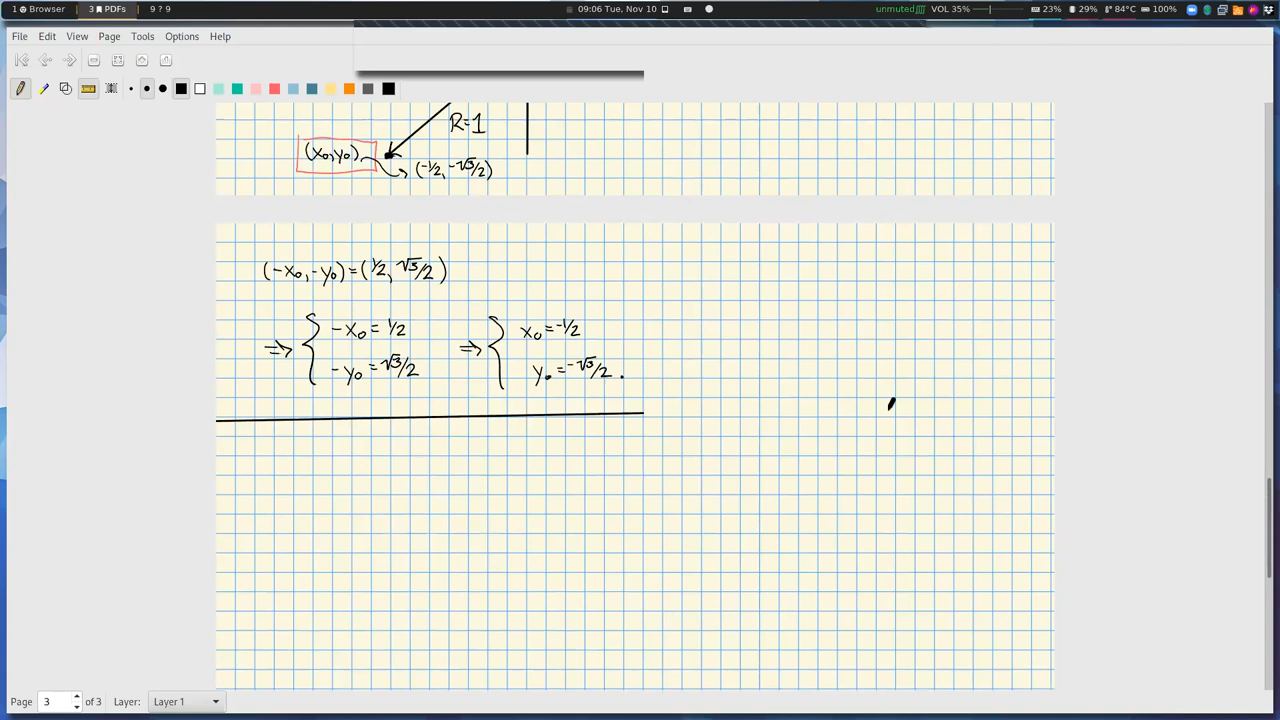 1 Browser 3 PDFs 9 ? 9 09:06 Tue, Nov 10 unmuted VOL 35% 23% 29% 84°C 100%
File Edit View Page Tools Options Help
R=1
(x₀,y₀)
(-1/2, -√3/2)
(-x₀,-y₀)=(1/2, √3/2)
⇒ { -x₀ = 1/2 ⇒ { x₀ = -1/2
-y₀ = √3/2 y₀ = -√3/2 .
Page 3 of 3 Layer: Layer 1